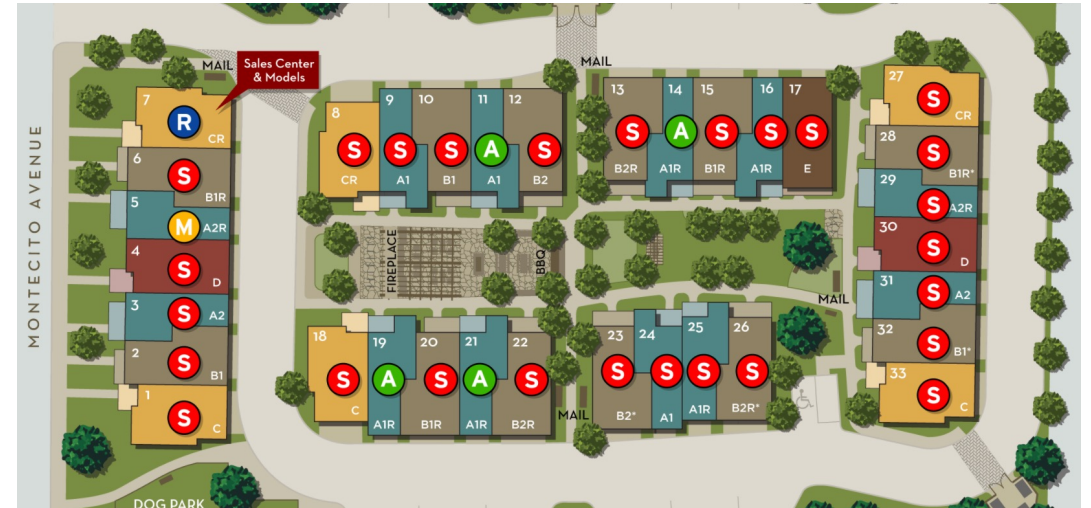 MONTECITO AVENUE
MAIL
Sales Center
& Models
7
R
CR
6
S
B1R
5
M
A2R
4
S
D
3
S
A2
2
S
B1
1
S
C
DOG PARK
8
S
CR
9
S
A1
10
S
B1
11
A
A1
12
S
B2
MAIL
13
S
B2R
14
A
A1R
15
S
B1R
16
S
A1R
17
S
E
FIREPLACE
BBQ
MAIL
18
S
C
19
A
A1R
20
S
B1R
21
A
A1R
22
S
B2R
MAIL
23
S
B2*
24
S
A1
25
S
A1R
26
S
B2R*
27
S
CR
28
S
B1R*
29
S
A2R
30
S
D
31
S
A2
32
S
B1*
33
S
C